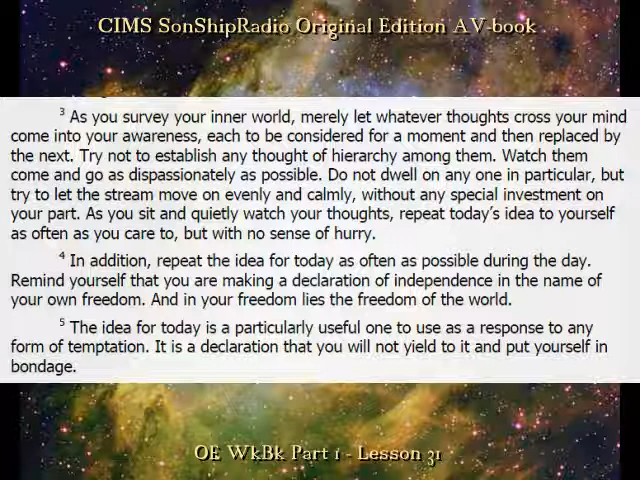 CIMS SonShipRadio Original Edition AV-book
3 As you survey your inner world, merely let whatever thoughts cross your mind
come into your awareness, each to be considered for a moment and then replaced by
the next. Try not to establish any thought of hierarchy among them. Watch them
come and go as dispassionately as possible. Do not dwell on any one in particular, but
try to let the stream move on evenly and calmly, without any special investment on
your part. As you sit and quietly watch your thoughts, repeat today's idea to yourself
as often as you care to, but with no sense of hurry.
4 In addition, repeat the idea for today as often as possible during the day.
Remind yourself that you are making a declaration of independence in the name of
your own freedom. And in your freedom lies the freedom of the world.
5 The idea for today is a particularly useful one to use as a response to any
form of temptation. It is a declaration that you will not yield to it and put yourself in
bondage.
OE WkBk Part 1 - Lesson 31